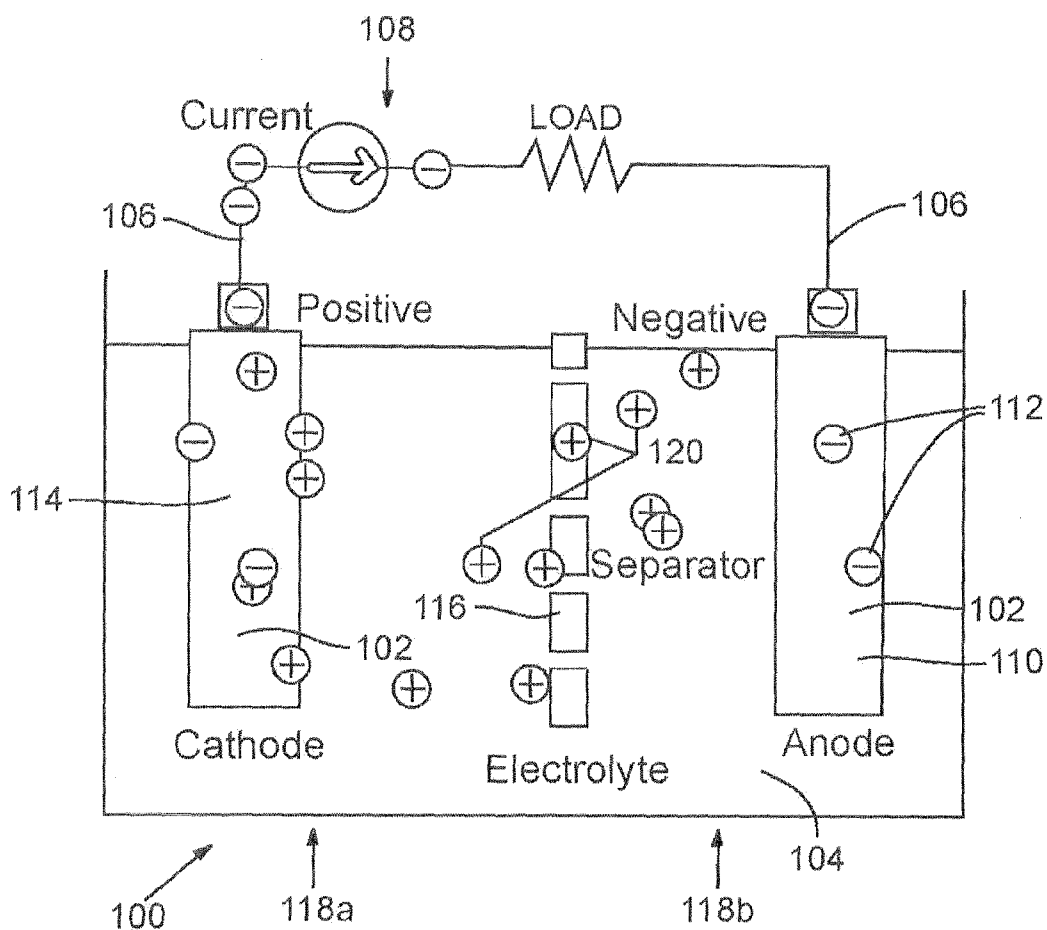 108
Current
LOAD
106
106
Positive
Negative
112
120
114
Separator
116
102
102
110
Cathode
Anode
Electrolyte
104
100
118a
118b